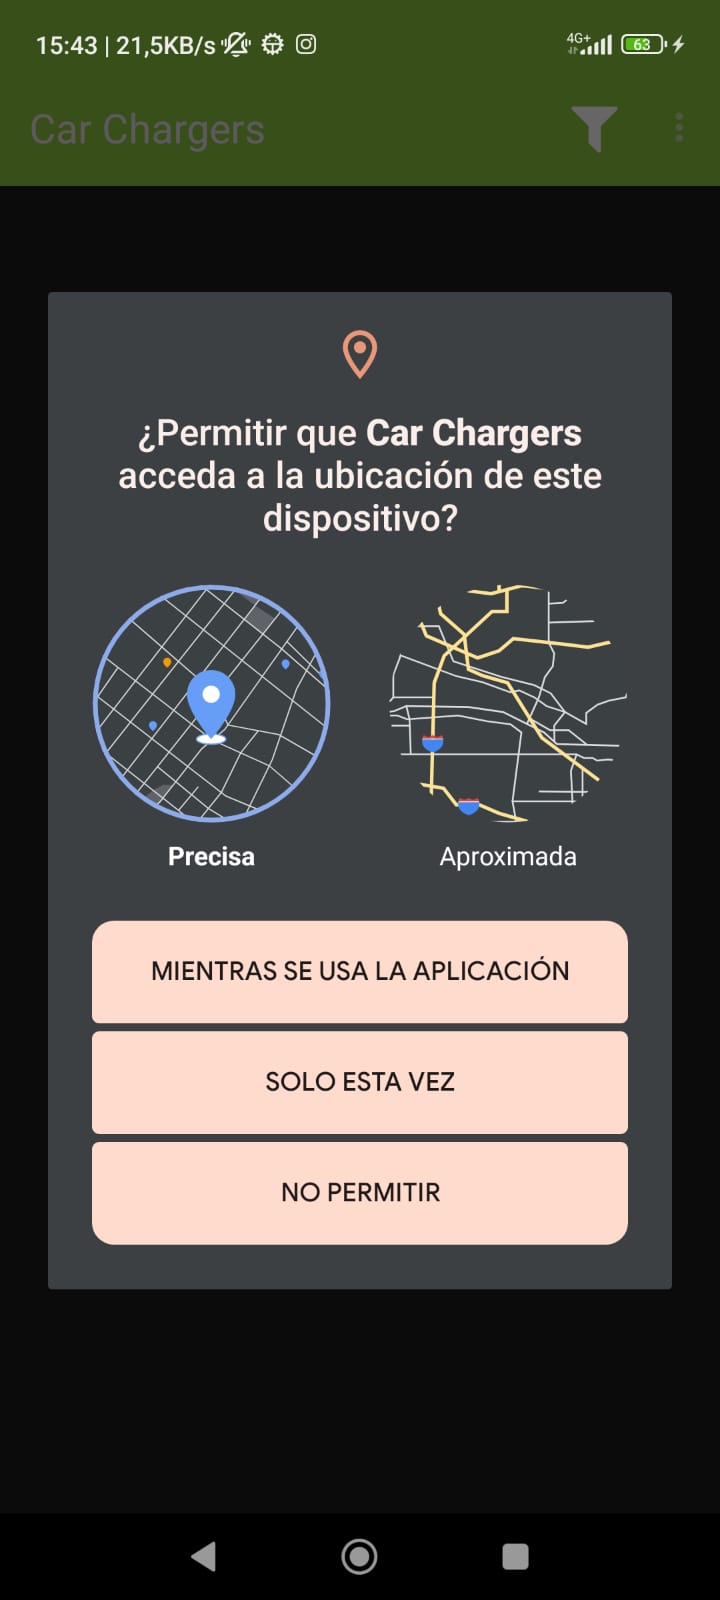 15:43 | 21,5KB/s
4G+
63
Car Chargers
¿Permitir que Car Chargers
acceda a la ubicación de este
dispositivo?
Precisa
Aproximada
MIENTRAS SE USA LA APLICACIÓN
SOLO ESTA VEZ
NO PERMITIR